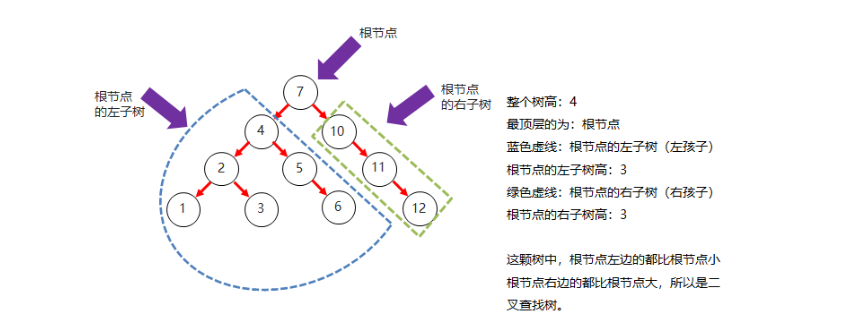 根节点
根节点
的左子树
根节点
的右子树
7
4
10
2
5
11
1
3
6
12
整个树高：4
最顶层的为：根节点
蓝色虚线：根节点的左子树（左孩子）
根节点的左子树高：3
绿色虚线：根节点的右子树（右孩子）
根节点的右子树高：3
这颗树中，根节点左边的都比根节点小
根节点右边的都比根节点大，所以是二
叉查找树。